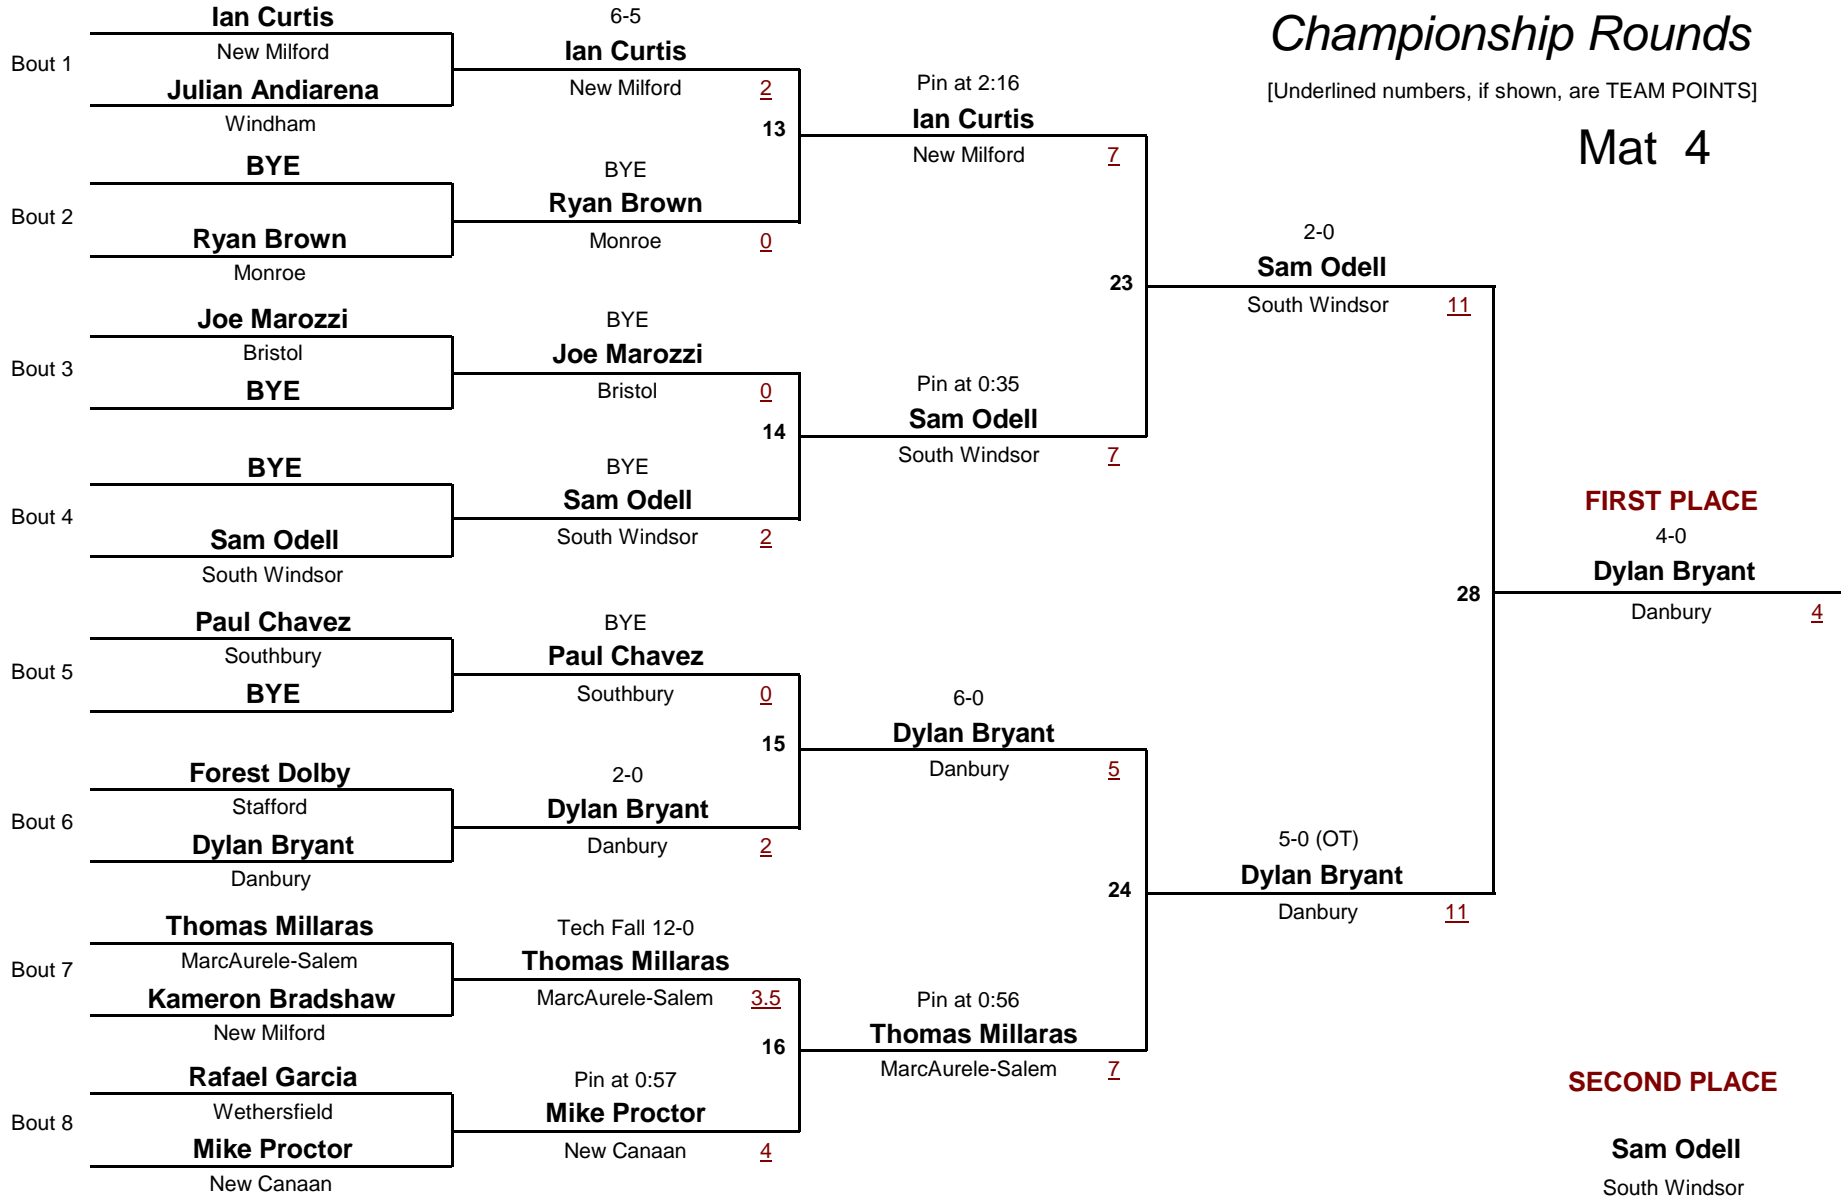 Championship Rounds
[Underlined numbers, if shown, are TEAM POINTS]
Mat 4
Bout 1
Ian Curtis
New Milford
Julian Andiarena
Windham
Bout 2
BYE
Ryan Brown
Monroe
Bout 3
Joe Marozzi
Bristol
BYE
Bout 4
BYE
Sam Odell
South Windsor
Bout 5
Paul Chavez
Southbury
BYE
Bout 6
Forest Dolby
Stafford
Dylan Bryant
Danbury
Bout 7
Thomas Millaras
MarcAurele-Salem
Kameron Bradshaw
New Milford
Bout 8
Rafael Garcia
Wethersfield
Mike Proctor
New Canaan
6-5
Ian Curtis
New Milford 2
13
BYE
Ryan Brown
Monroe 0
BYE
Joe Marozzi
Bristol 0
14
BYE
Sam Odell
South Windsor 2
BYE
Paul Chavez
Southbury 0
15
2-0
Dylan Bryant
Danbury 2
Tech Fall 12-0
Thomas Millaras
MarcAurele-Salem 3.5
16
Pin at 0:57
Mike Proctor
New Canaan 4
Pin at 2:16
Ian Curtis
New Milford 7
23
Pin at 0:35
Sam Odell
South Windsor 7
6-0
Dylan Bryant
Danbury 5
24
Pin at 0:56
Thomas Millaras
MarcAurele-Salem 7
2-0
Sam Odell
South Windsor 11
28
5-0 (OT)
Dylan Bryant
Danbury 11
FIRST PLACE
4-0
Dylan Bryant
Danbury 4
SECOND PLACE
Sam Odell
South Windsor